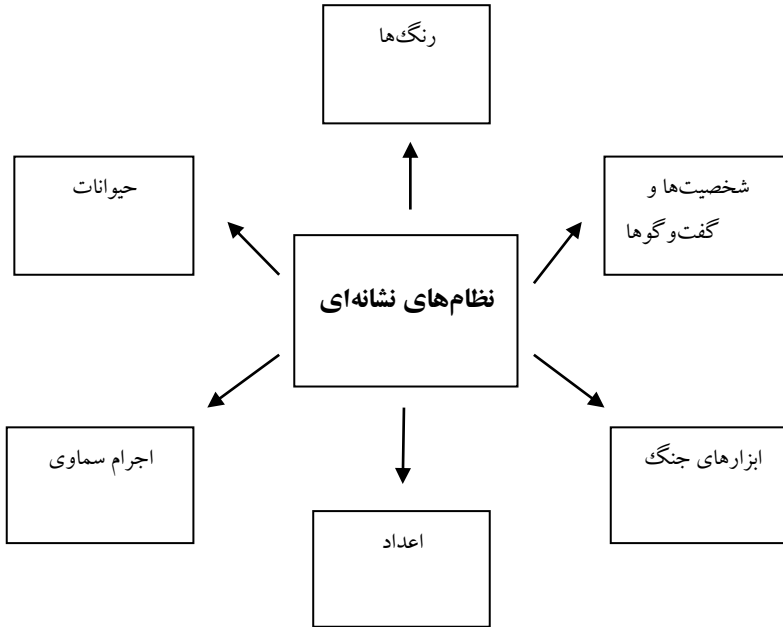 رنگ‌ها
شخصیت‌ها و
گفت‌وگوها
حیوانات
نظام‌های نشانه‌ای
ابزارهای جنگ
اجرام سماوی
اعداد